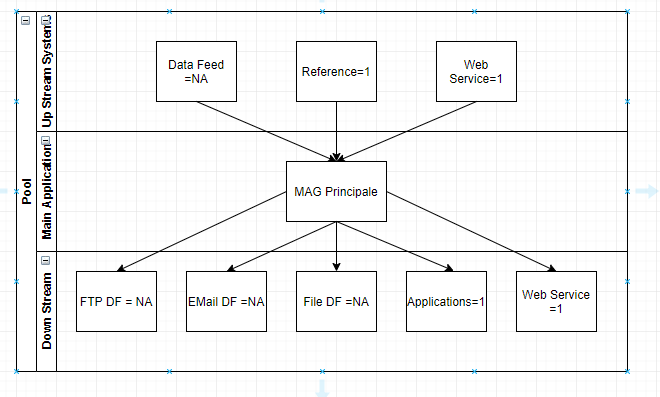 Pool
Up Stream Systems
Data Feed
=NA
Reference=1
Web
Service=1
Main Application
MAG Principale
Down Stream
FTP DF = NA
EMail DF =NA
File DF =NA
Applications=1
Web Service
=1